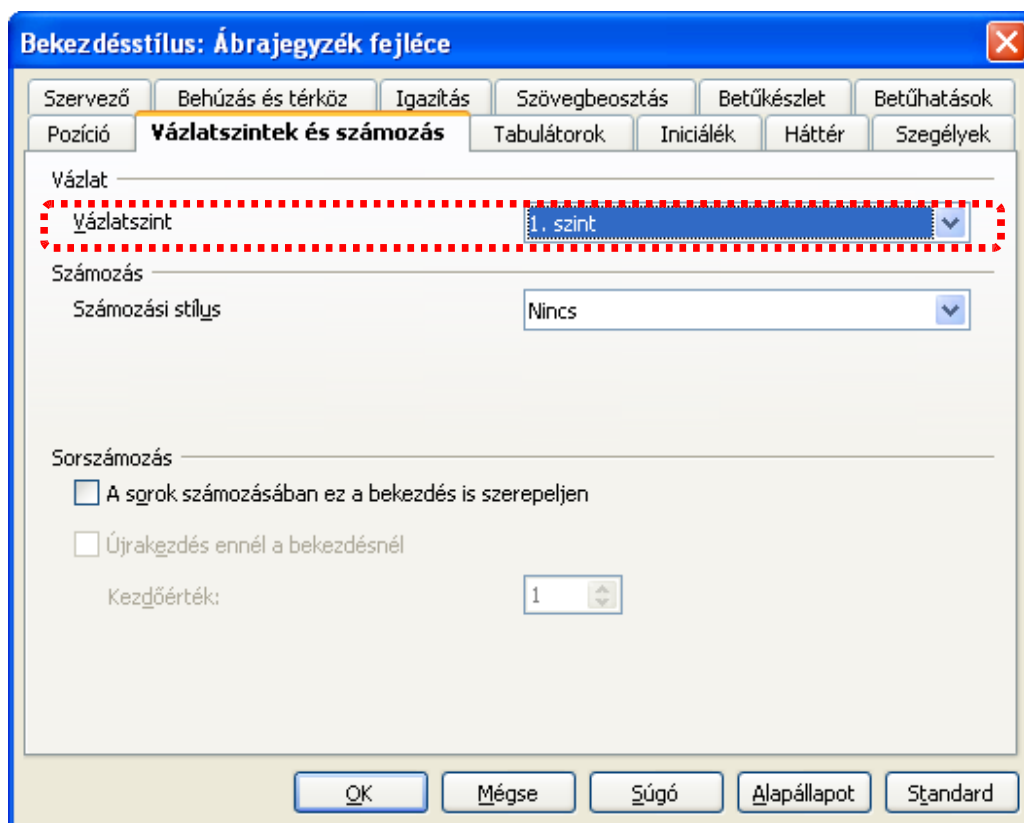 Bekezdésstílus: Ábrajegyzék fejléce
Szervező Behúzás és térköz Igazítás Szövegbeosztás Betűkészlet Betűhatások
Pozíció Vázlatszintek és számozás Tabulátorok Iniciálék Háttér Szegélyek
Vázlat
Vázlatszint 1. szint
Számozás
Számozási stílus Nincs
Sorszámozás
A sorok számozásában ez a bekezdés is szerepeljen
Újrakezdés ennél a bekezdésnél
Kezdőérték: 1
OK Mégse Súgó Alapállapot Standard